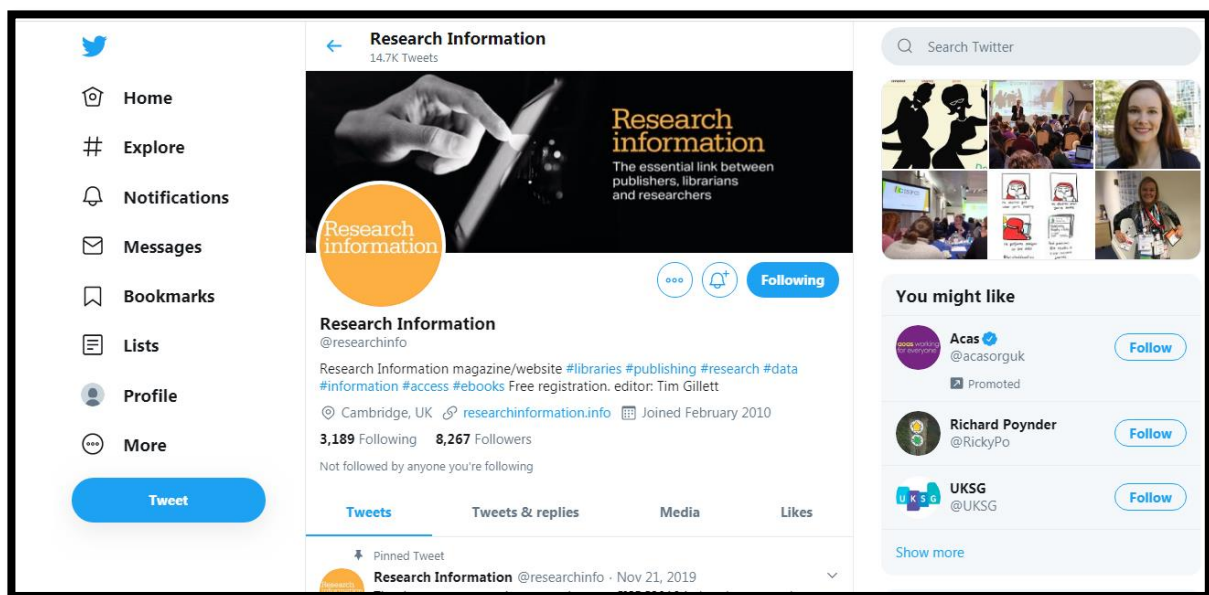 Home
Explore
Notifications
Messages
Bookmarks
Lists
Profile
More
Tweet
Research Information
14.7K Tweets
Research
information
The essential link between
publishers, librarians
and researchers
Research
information
Following
Research Information
@researchinfo
Research Information magazine/website #libraries #publishing #research #data
#information #access #ebooks Free registration. editor: Tim Gillett
Cambridge, UK researchinformation.info Joined February 2010
3,189 Following 8,267 Followers
Not followed by anyone you're following
Tweets Tweets & replies Media Likes
Pinned Tweet
Research Information @researchinfo · Nov 21, 2019
Search Twitter
You might like
acas working
for everyone
Acas
@acasorguk
Promoted
Follow
Richard Poynder
@RickyPo
Follow
UKSG
UKSG
@UKSG
Follow
Show more